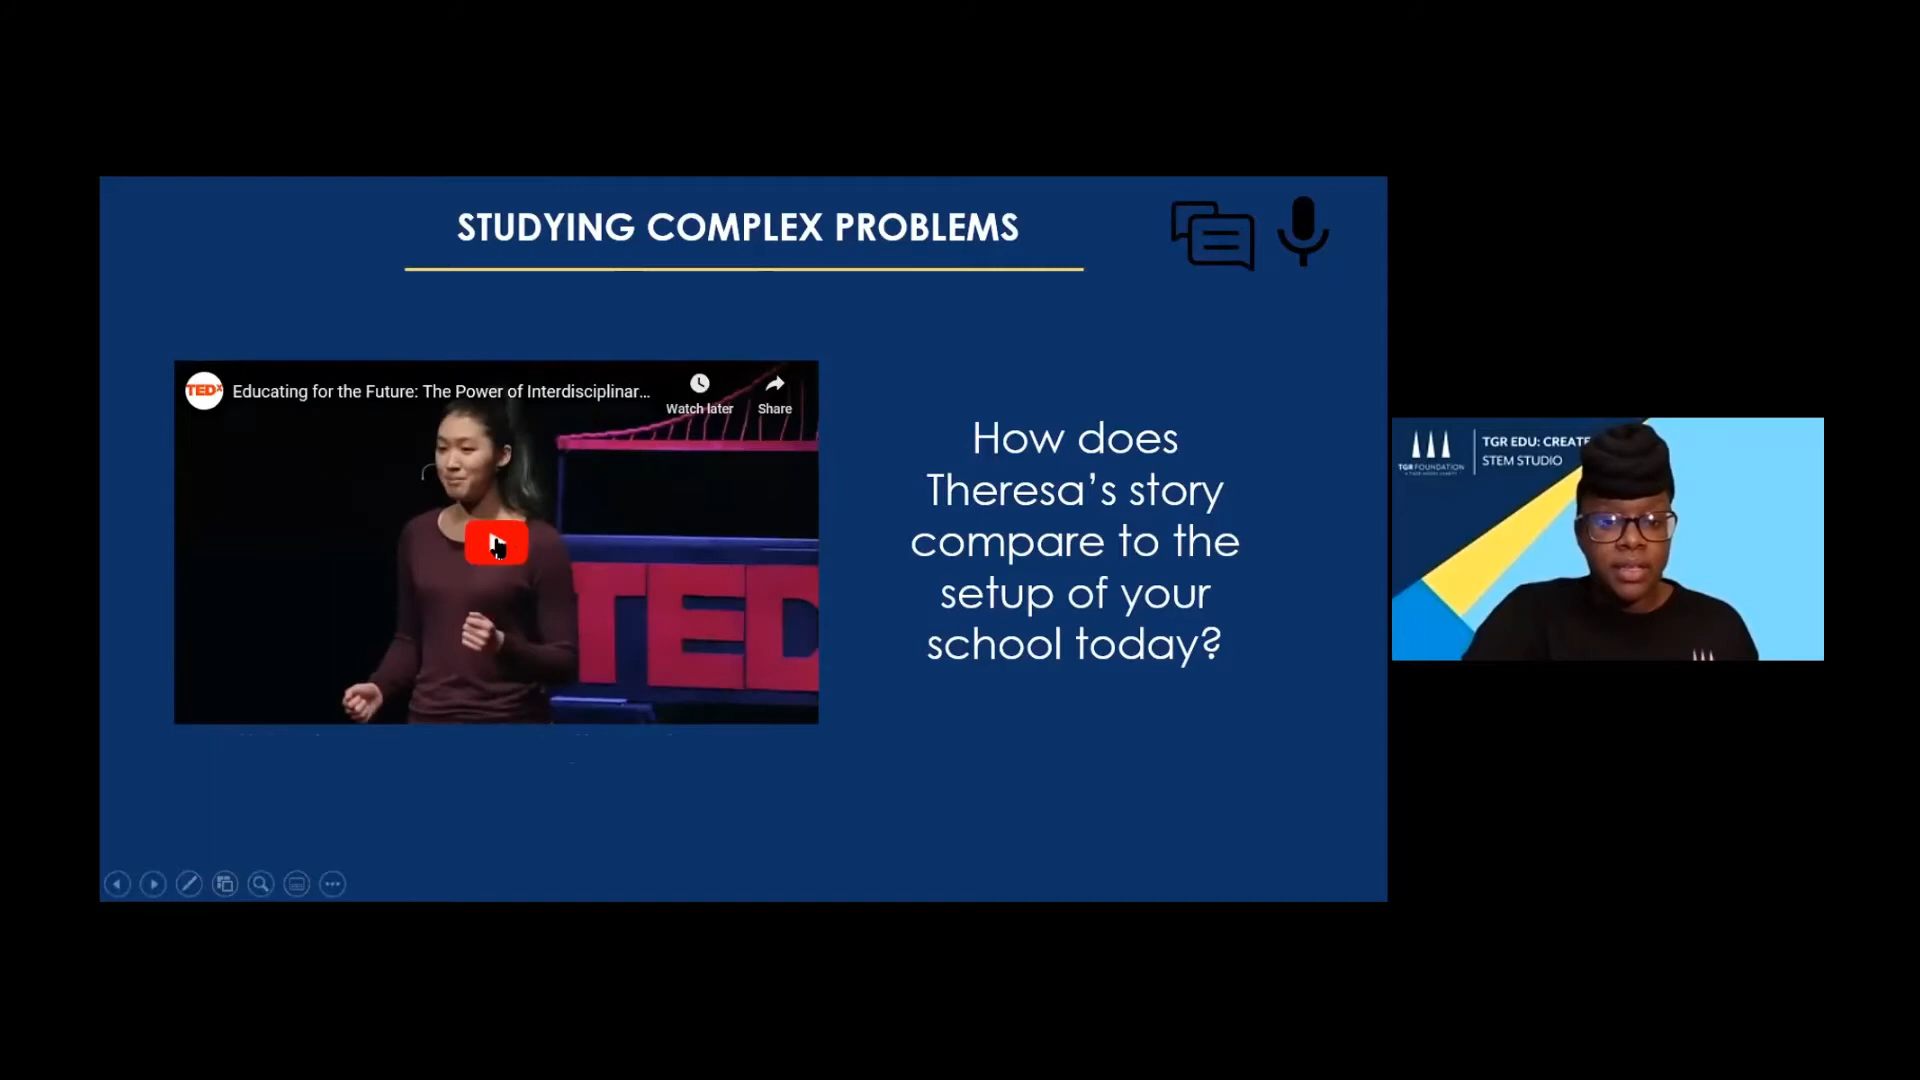 STUDYING COMPLEX PROBLEMS
TEDx
Educating for the Future: The Power of Interdisciplinar...
Watch later
Share
TED
How does
Theresa's story
compare to the
setup of your
school today?
TGR FOUNDATION
TGR EDU: CREATE
STEM STUDIO